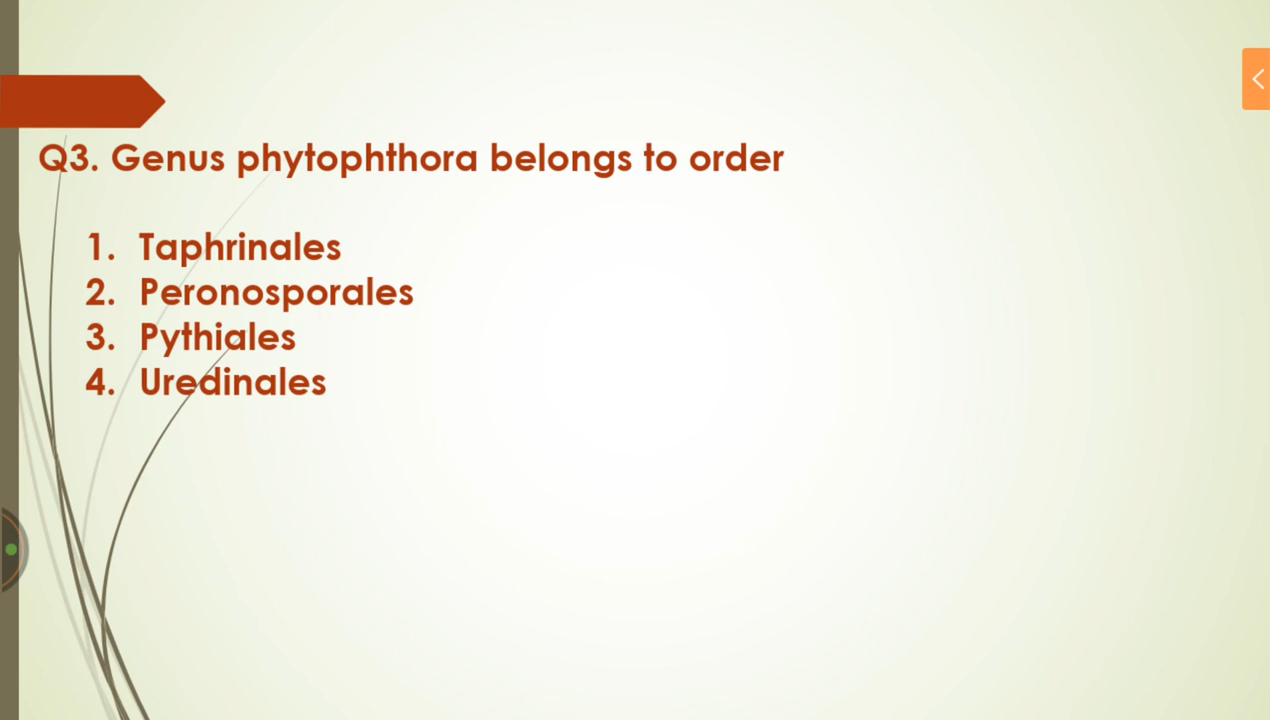 Q3. Genus phytophthora belongs to order
1. Taphrinales
2. Peronosporales
3. Pythiales
4. Uredinales